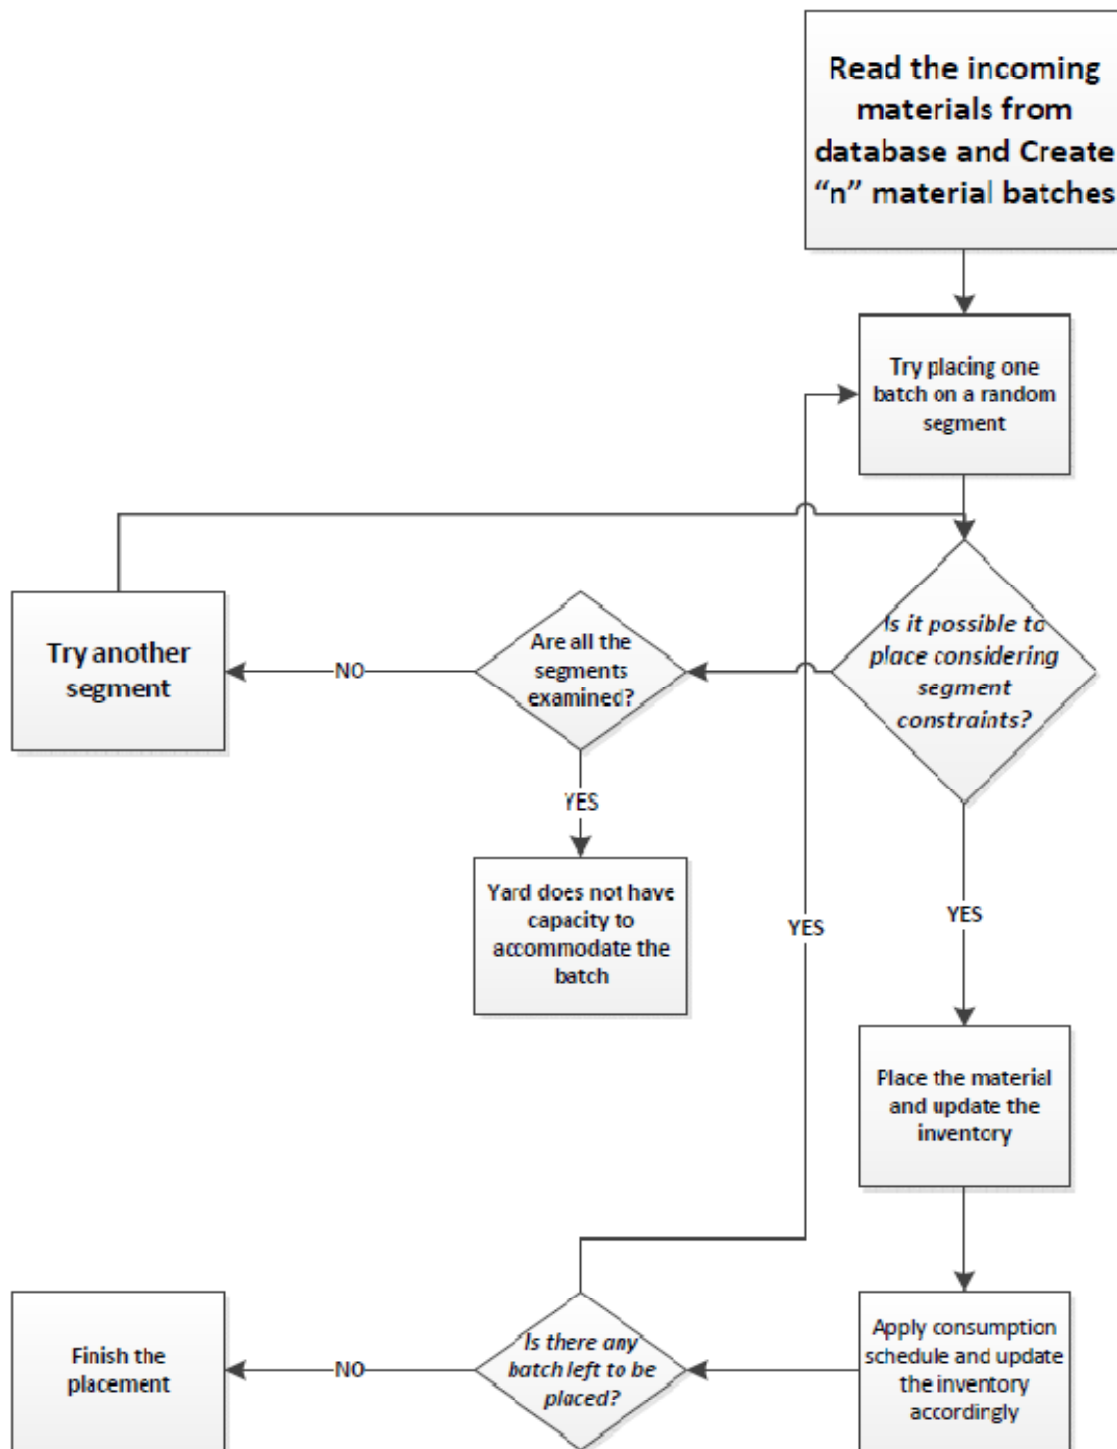 Read the incoming
materials from
database and Create
“n” material batches
Try placing one
batch on a random
segment
Is it possible to
place considering
segment
constraints?
Are all the
segments
examined?
NO
Try another
segment
YES
Yard does not have
capacity to
accommodate the
batch
YES
YES
Place the material
and update the
inventory
Apply consumption
schedule and update
the inventory
accordingly
Is there any
batch left to be
placed?
NO
Finish the
placement